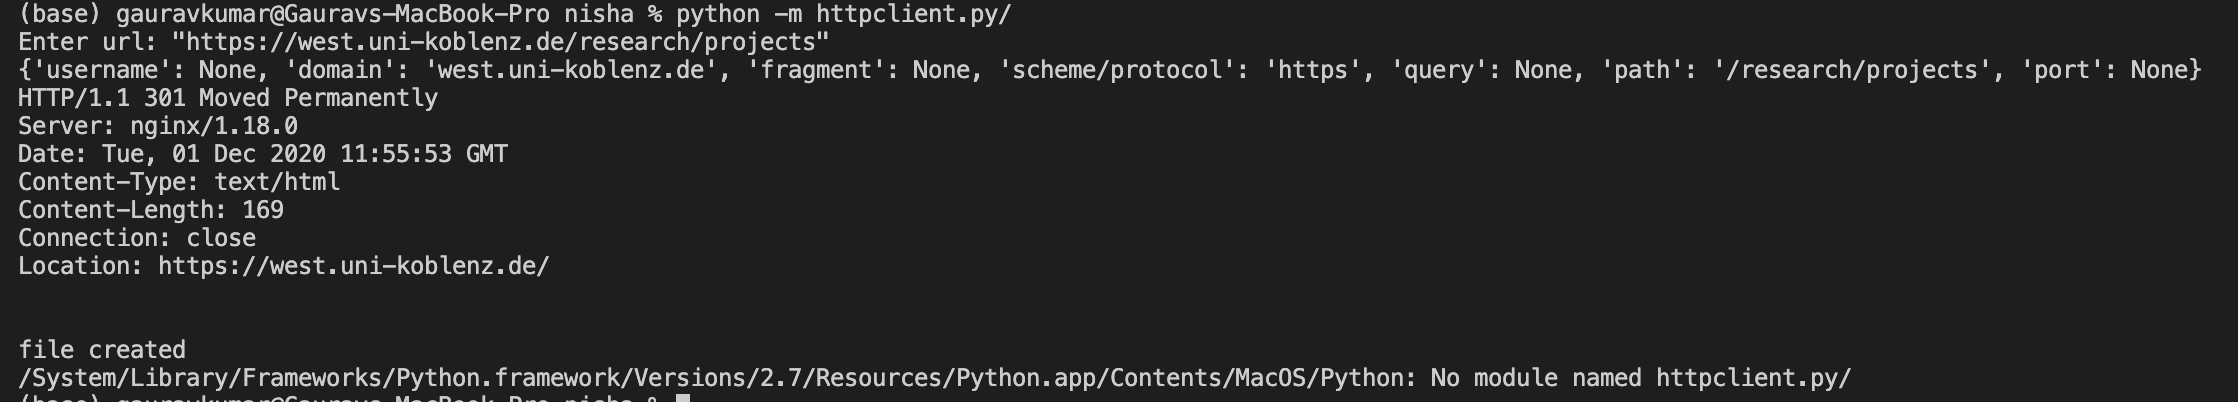 (base) gauravkumar@Gauravs-MacBook-Pro nisha % python -m httpclient.py/
Enter url: "https://west.uni-koblenz.de/research/projects"
{'username': None, 'domain': 'west.uni-koblenz.de', 'fragment': None, 'scheme/protocol': 'https', 'query': None, 'path': '/research/projects', 'port': None}
HTTP/1.1 301 Moved Permanently
Server: nginx/1.18.0
Date: Tue, 01 Dec 2020 11:55:53 GMT
Content-Type: text/html
Content-Length: 169
Connection: close
Location: https://west.uni-koblenz.de/
file created
/System/Library/Frameworks/Python.framework/Versions/2.7/Resources/Python.app/Contents/MacOS/Python: No module named httpclient.py/
(base) gauravkumar@Gauravs-MacBook-Pro nisha %